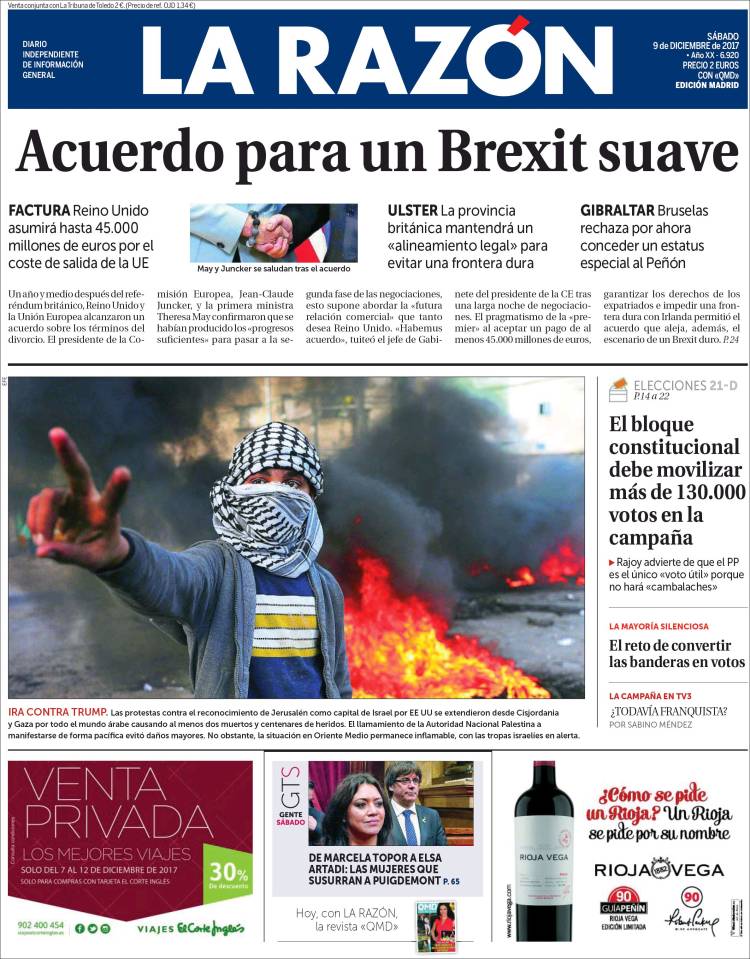 Venta conjunta con La Tribuna de Toledo 2 €. (Precio de ref. OJD 1,34 €)
DIARIO
INDEPENDIENTE
DE INFORMACIÓN
GENERAL
LA RAZÓN
SÁBADO
9 de DICIEMBRE de 2017
• Año XX - 6.920
PRECIO 2 EUROS
CON «QMD»
EDICIÓN MADRID
Acuerdo para un Brexit suave
FACTURA Reino Unido
asumirá hasta 45.000
millones de euros por el
coste de salida de la UE
May y Juncker se saludan tras el acuerdo
ULSTER La provincia
británica mantendrá un
«alineamiento legal» para
evitar una frontera dura
GIBRALTAR Bruselas
rechaza por ahora
conceder un estatus
especial al Peñón
Un año y medio después del refe-
réndum británico, Reino Unido y
la Unión Europea alcanzaron un
acuerdo sobre los términos del
divorcio. El presidente de la Co-
misión Europea, Jean-Claude
Juncker, y la primera ministra
Theresa May confirmaron que se
habían producido los «progresos
suficientes» para pasar a la se-
gunda fase de las negociaciones,
esto supone abordar la «futura
relación comercial» que tanto
desea Reino Unido. «Habemus
acuerdo», tuiteó el jefe de Gabi-
nete del presidente de la CE tras
una larga noche de negociacio-
nes. El pragmatismo de la «pre-
mier» al aceptar un pago de al
menos 45.000 millones de euros,
garantizar los derechos de los
expatriados e impedir una fron-
tera dura con Irlanda permitió el
acuerdo que aleja, además, el
escenario de un Brexit duro. P.24
EFE
IRA CONTRA TRUMP. Las protestas contra el reconocimiento de Jerusalén como capital de Israel por EE UU se extendieron desde Cisjordania
y Gaza por todo el mundo árabe causando al menos dos muertos y centenares de heridos. El llamamiento de la Autoridad Nacional Palestina a
manifestarse de forma pacífica evitó daños mayores. No obstante, la situación en Oriente Medio permanece inflamable, con las tropas israelíes en alerta.
ELECCIONES 21-D
P.14 a 22
El bloque
constitucional
debe movilizar
más de 130.000
votos en la
campaña
Rajoy advierte de que el PP
es el único «voto útil» porque
no hará «cambalaches»
LA MAYORÍA SILENCIOSA
El reto de convertir
las banderas en votos
LA CAMPAÑA EN TV3
¿TODAVÍA FRANQUISTA?
POR SABINO MÉNDEZ
VENTA
PRIVADA
LOS MEJORES VIAJES
SOLO DEL 7 AL 12 DE DICIEMBRE DE 2017
SOLO PARA COMPRAS CON TARJETA EL CORTE INGLÉS
Consulta condiciones
30%
De descuento
902 400 454
viajeselcorteingles.es
VIAJES El Corte Inglés
GTS
GENTE
SÁBADO
DE MARCELA TOPOR A ELSA
ARTADI: LAS MUJERES QUE
SUSURRAN A PUIGDEMONT P. 65
Hoy, con LA RAZÓN,
la revista «QMD»
QMD
RIOJA VEGA
www.riojavega.com
¿Cómo se pide
un Rioja? Un Rioja
se pide por su nombre
RIOJA 1882 VEGA
90
GUÍAPEÑÍN
RIOJA VEGA
EDICIÓN LIMITADA
90